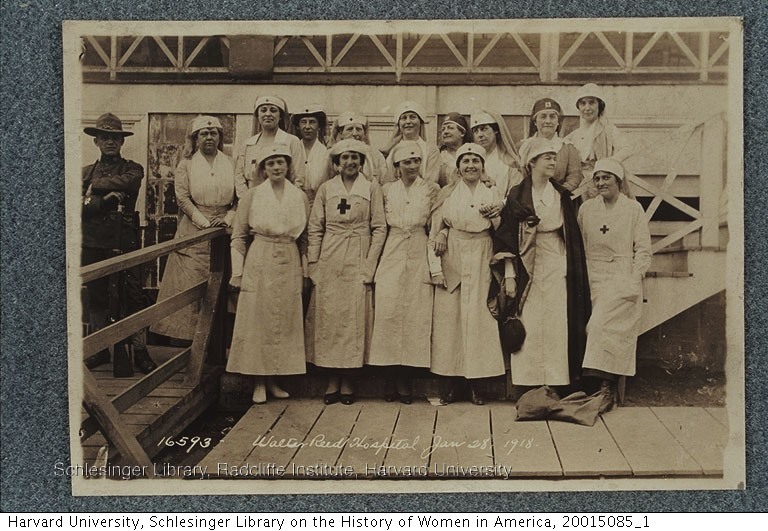 16593 Walter Reed Hospital Jan 28, 1918.
Schlesinger Library, Radcliffe Institute, Harvard University
Harvard University, Schlesinger Library on the History of Women in America, 20015085_1